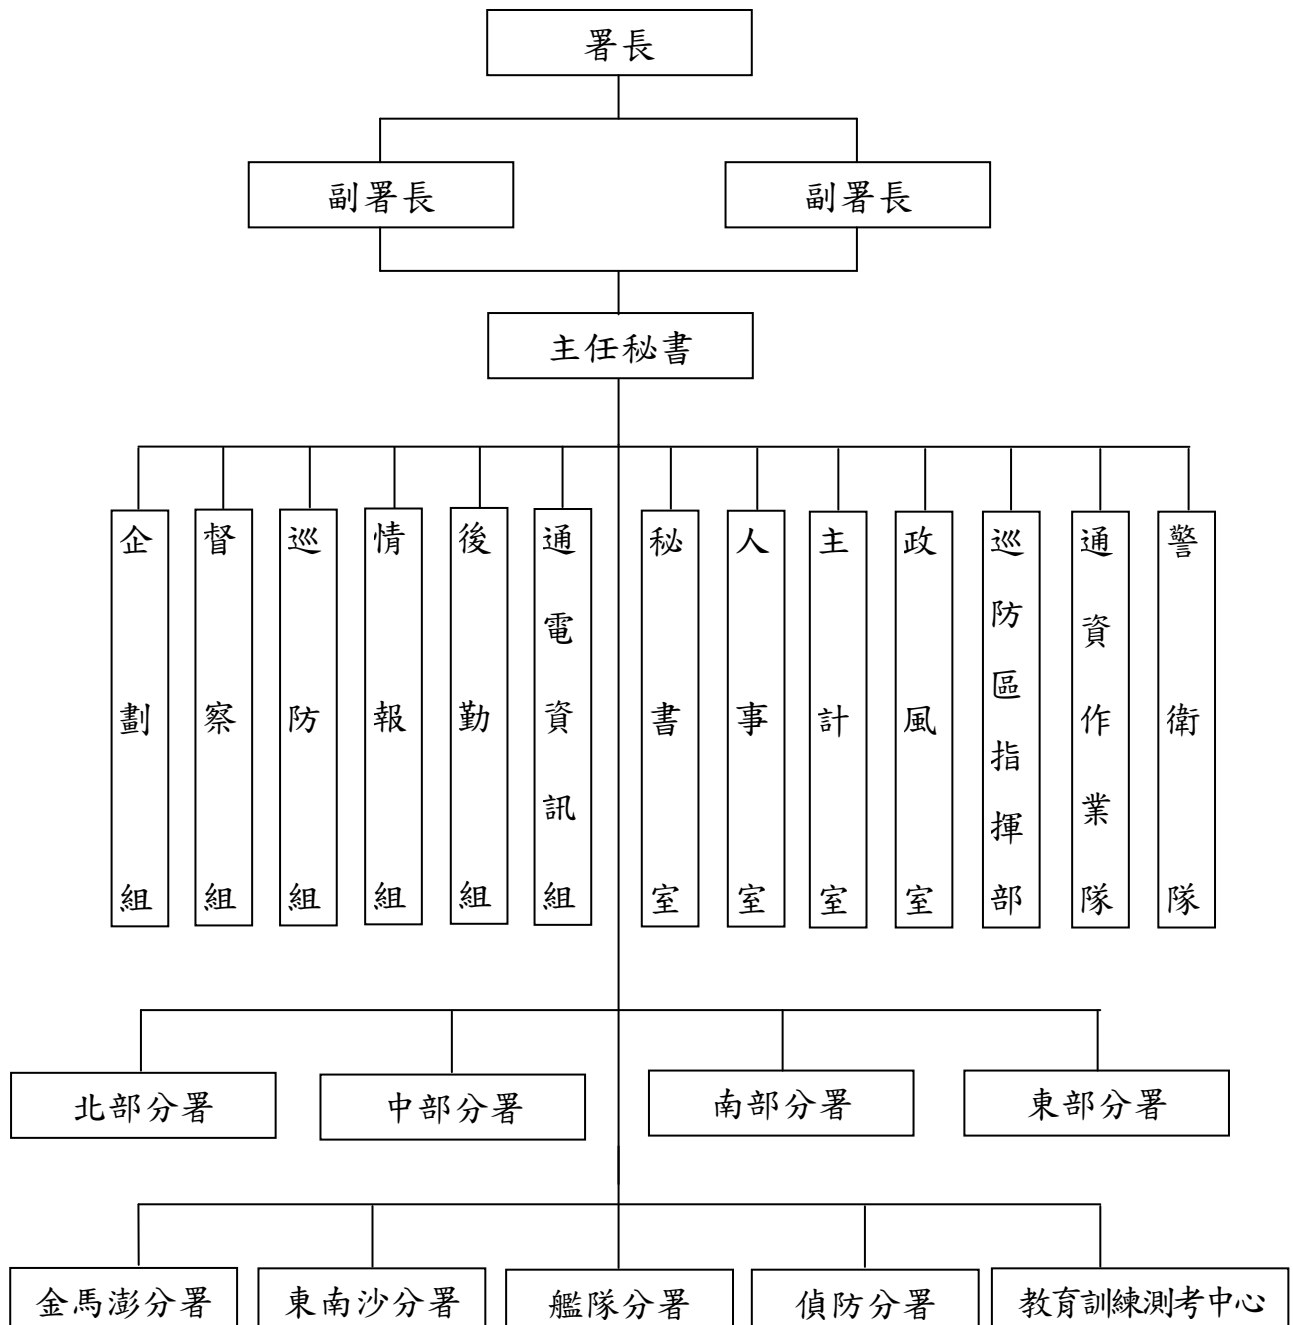 署長
副署長
副署長
主任秘書
企劃組
督察組
巡防組
情報組
後勤組
通電資訊組
秘書室
人事室
主計室
政風室
巡防區指揮部
通資作業隊
警衛隊
北部分署
中部分署
南部分署
東部分署
金馬澎分署
東南沙分署
艦隊分署
偵防分署
教育訓練測考中心